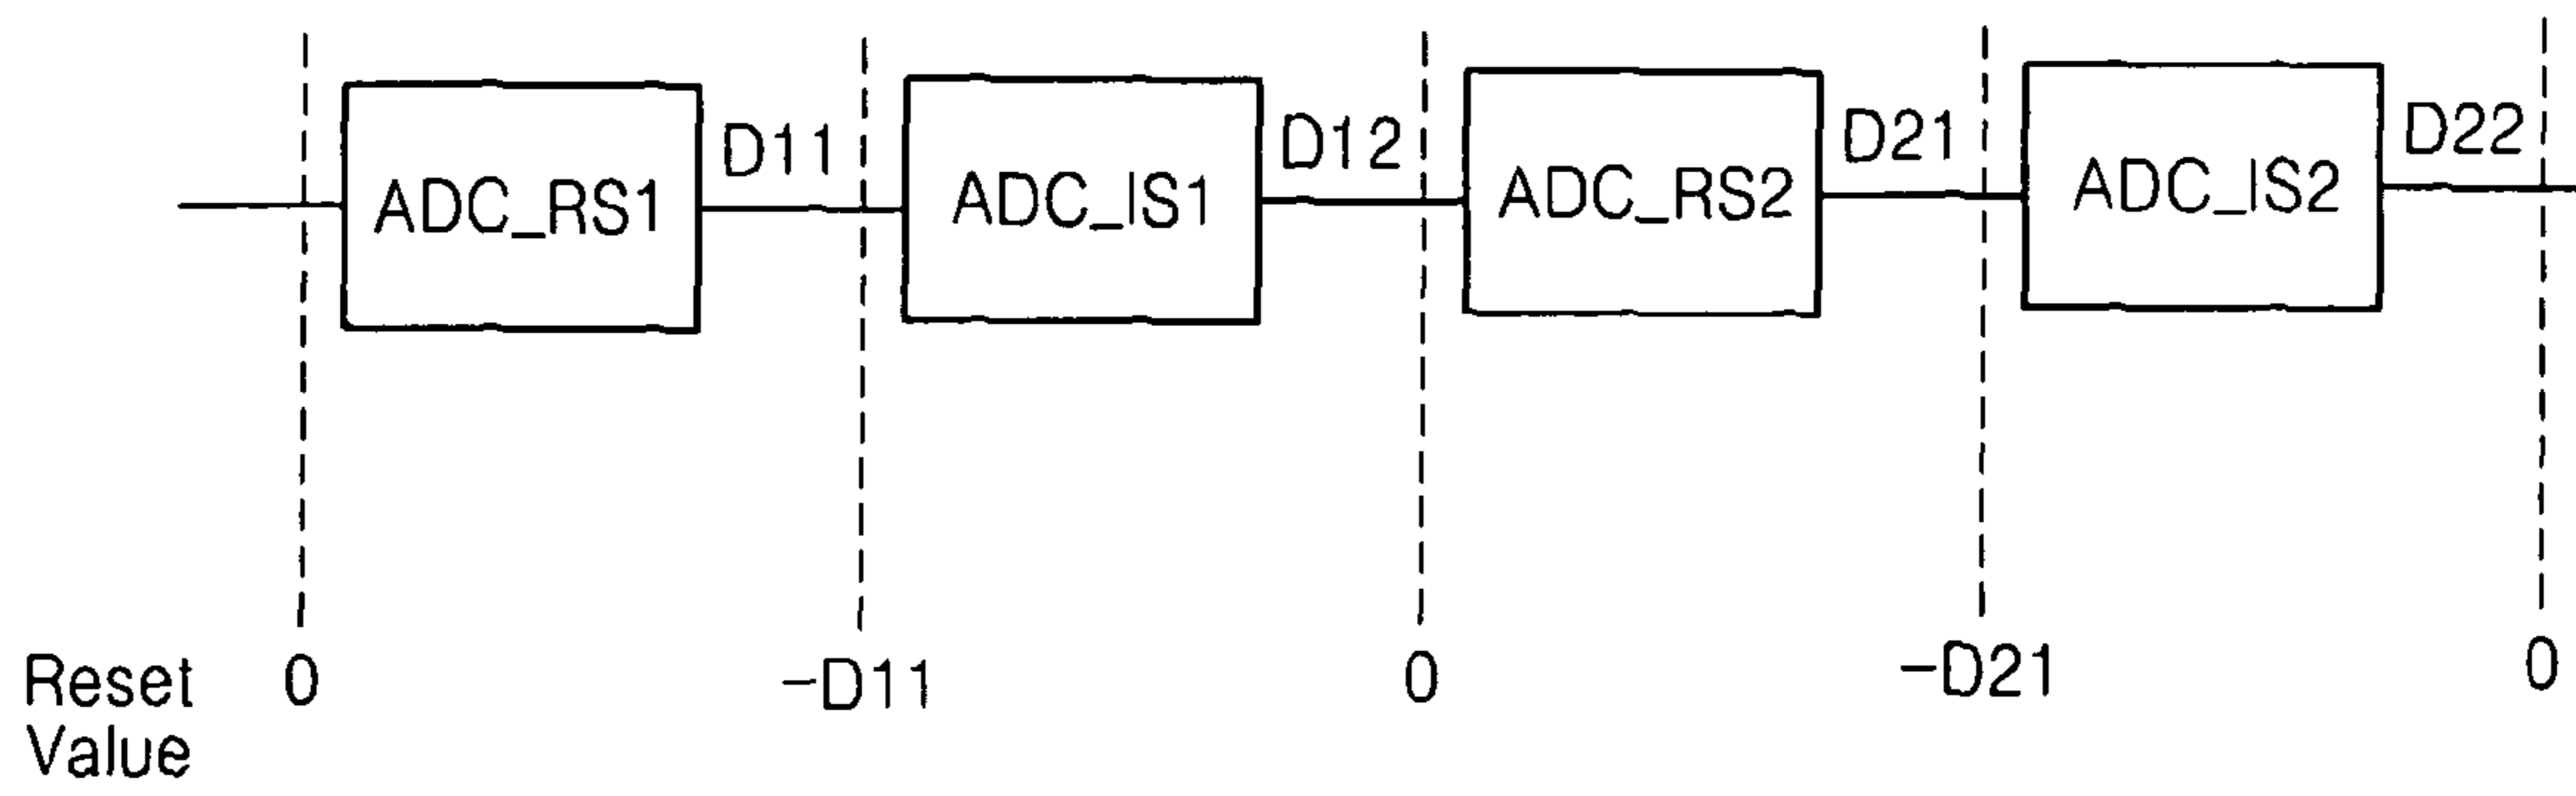 D11 D12 D21 D22
ADC_RS1 ADC_IS1 ADC_RS2 ADC_IS2
Reset Value 0 -D11 0 -D21 0